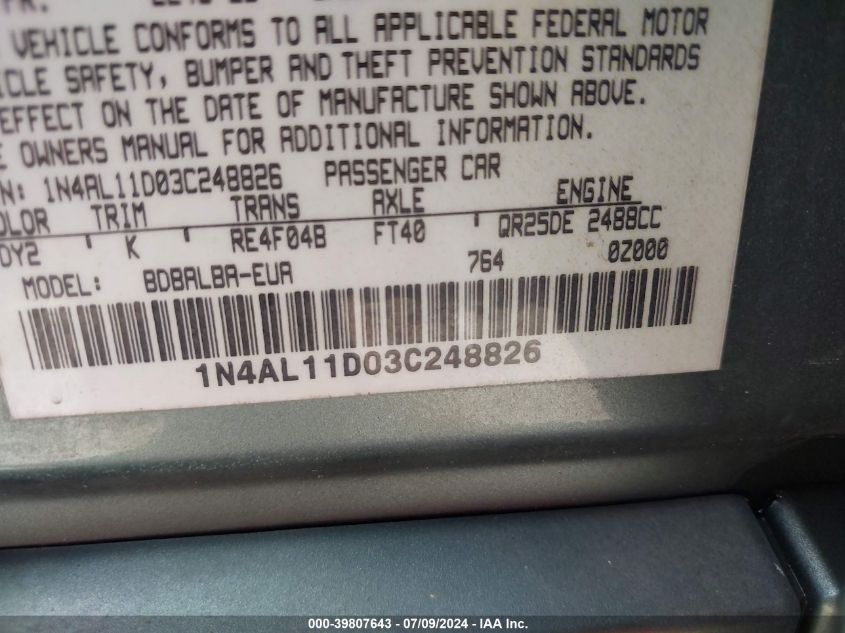 VEHICLE CONFORMS TO ALL APPLICABLE FEDERAL MOTOR
ICLE SAFETY, BUMPER AND THEFT PREVENTION STANDARDS
EFFECT ON THE DATE OF MANUFACTURE SHOWN ABOVE.
OWNERS MANUAL FOR ADDITIONAL INFORMATION.
N: 1N4AL11D03C248826 PASSENGER CAR
OLOR TRIM TRANS AXLE ENGINE
DY2 K RE4F04B FT40 QR25DE 2488CC
MODEL: BDBALBA-EUA 764 0Z000
1N4AL11D03C248826
000-39807643 / 07/09/2024 / IAA Inc.